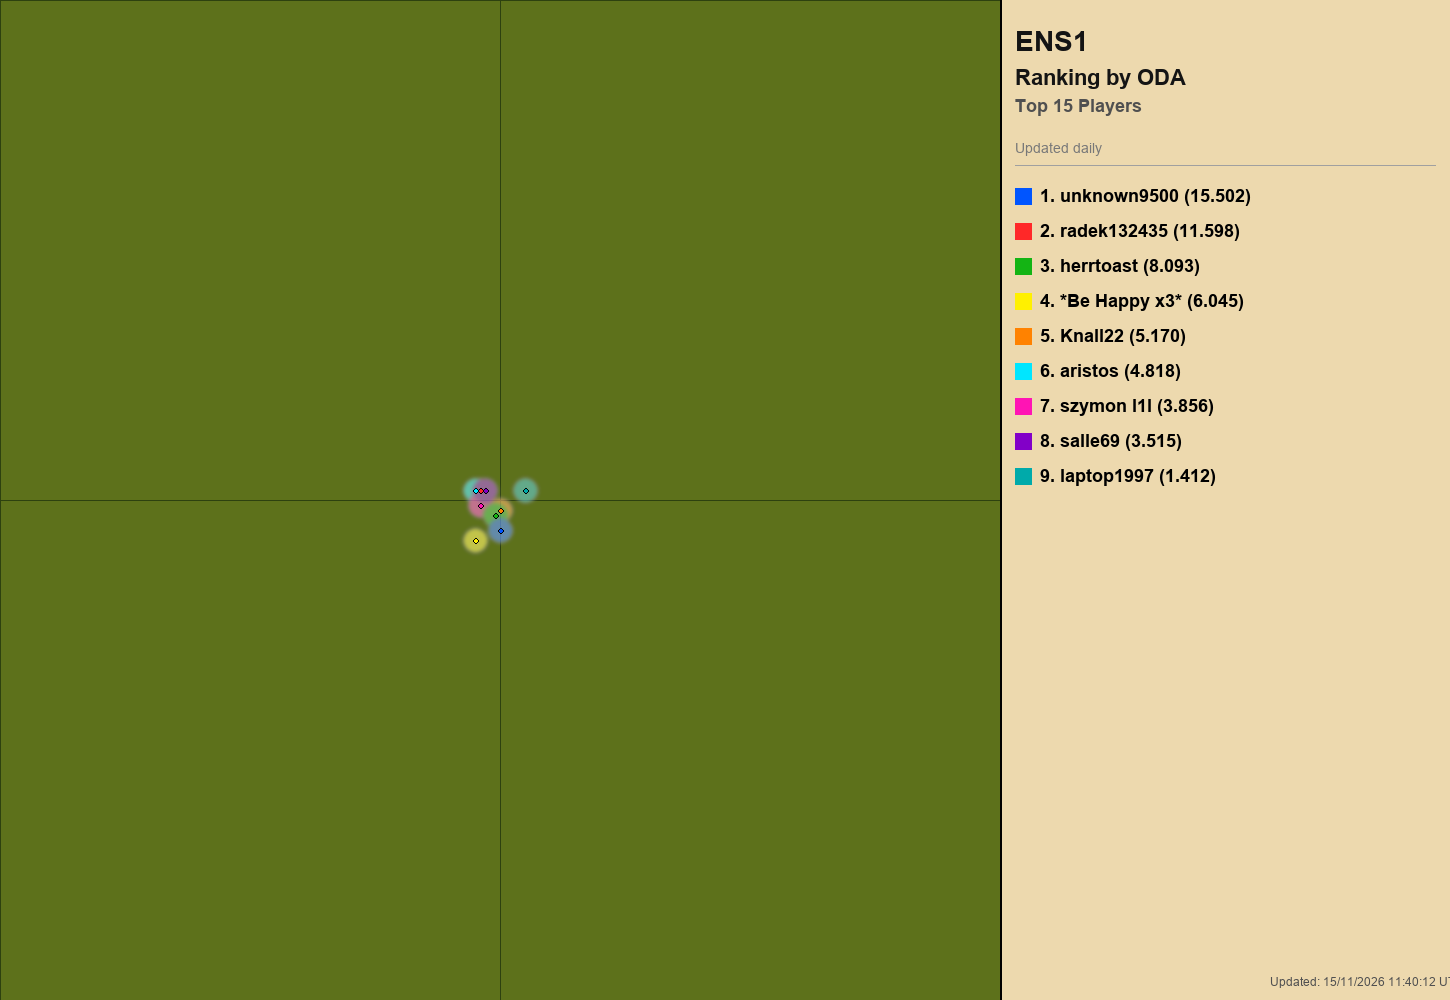 ENS1
Ranking by ODA
Top 15 Players
Updated daily
1. unknown9500 (15.502)
2. radek132435 (11.598)
3. herrtoast (8.093)
4. *Be Happy x3* (6.045)
5. Knall22 (5.170)
6. aristos (4.818)
7. szymon l1l (3.856)
8. salle69 (3.515)
9. laptop1997 (1.412)
Updated: 15/11/2026 11:40:12 U